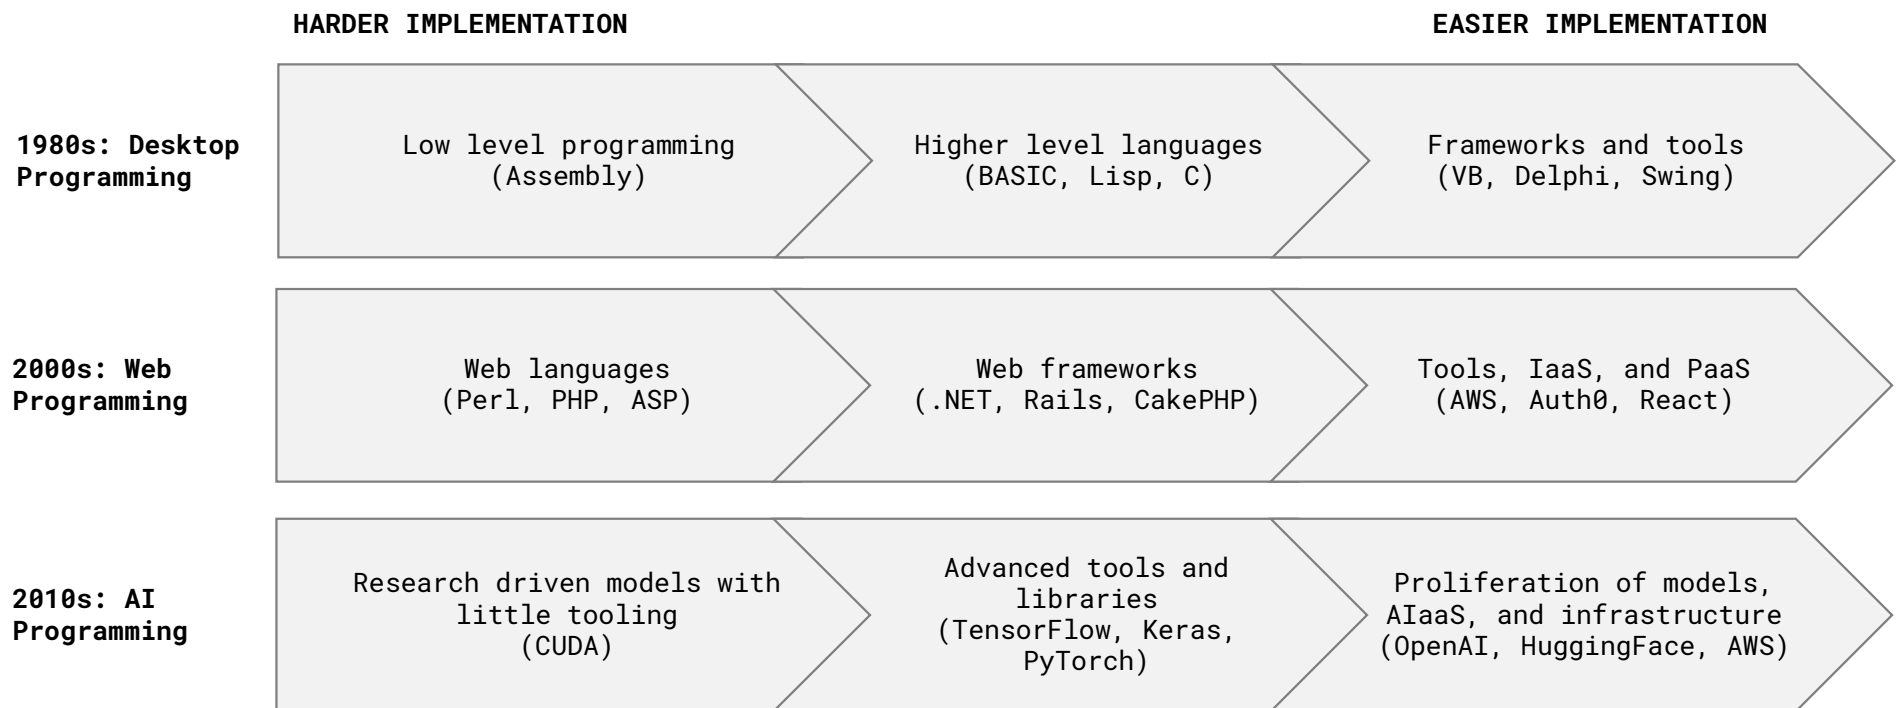 HARDER IMPLEMENTATION
EASIER IMPLEMENTATION
1980s: Desktop
Programming
Low level programming
(Assembly)
Higher level languages
(BASIC, Lisp, C)
Frameworks and tools
(VB, Delphi, Swing)
2000s: Web
Programming
Web languages
(Perl, PHP, ASP)
Web frameworks
(.NET, Rails, CakePHP)
Tools, IaaS, and PaaS
(AWS, Auth0, React)
2010s: AI
Programming
Research driven models with
little tooling
(CUDA)
Advanced tools and
libraries
(TensorFlow, Keras,
PyTorch)
Proliferation of models,
AIaaS, and infrastructure
(OpenAI, HuggingFace, AWS)